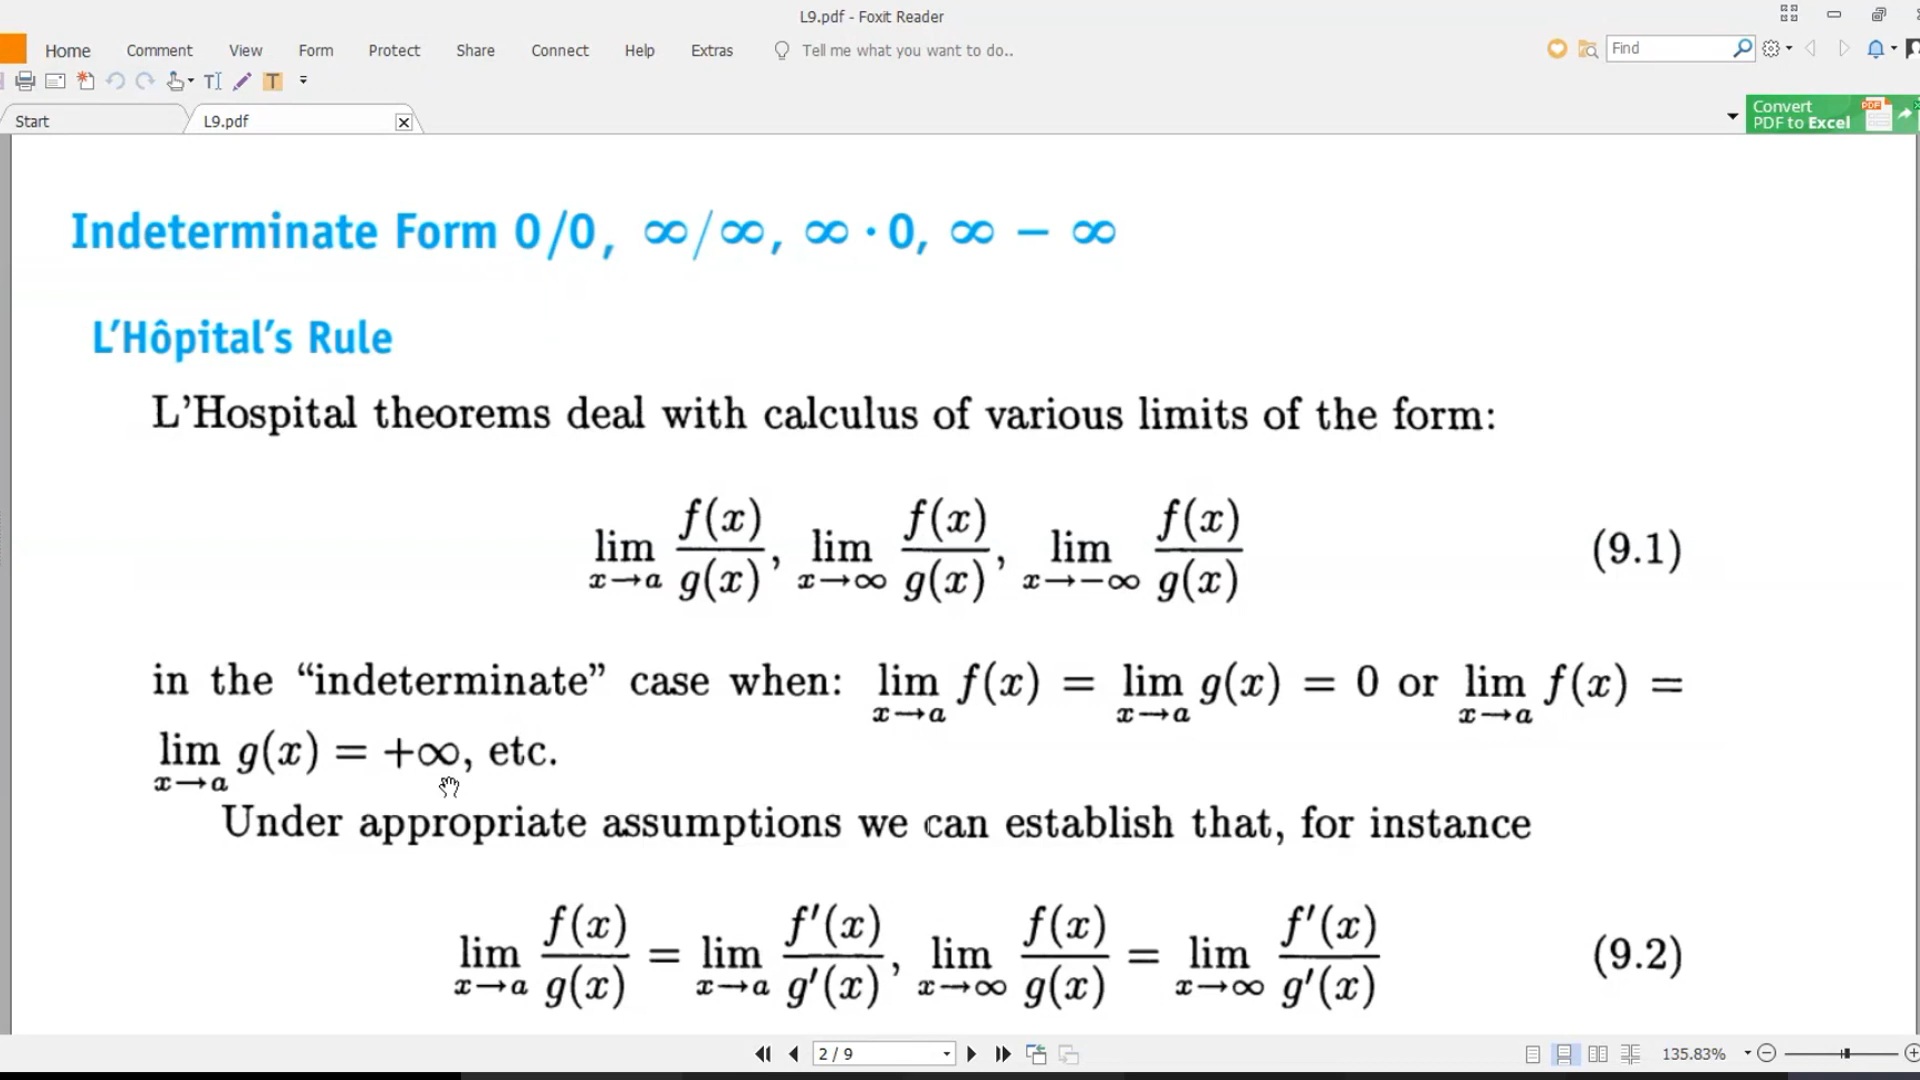 L9.pdf - Foxit Reader
Home Comment View Form Protect Share Connect Help Extras Tell me what you want to do.. Find
Start L9.pdf
Convert
PDF to Excel
Indeterminate Form 0/0, ∞/∞, ∞ · 0, ∞ − ∞
L’Hôpital’s Rule
L’Hospital theorems deal with calculus of various limits of the form:
lim_{x→a} f(x)/g(x), lim_{x→∞} f(x)/g(x), lim_{x→−∞} f(x)/g(x) (9.1)
in the “indeterminate” case when: lim_{x→a} f(x) = lim_{x→a} g(x) = 0 or lim_{x→a} f(x) =
lim_{x→a} g(x) = +∞, etc.
Under appropriate assumptions we can establish that, for instance
lim_{x→a} f(x)/g(x) = lim_{x→a} f′(x)/g′(x), lim_{x→∞} f(x)/g(x) = lim_{x→∞} f′(x)/g′(x) (9.2)
2 / 9 135.83%